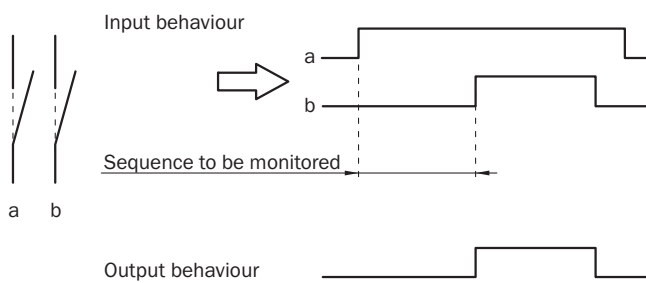 Input behaviour
a
b
Sequence to be monitored
a b
Output behaviour